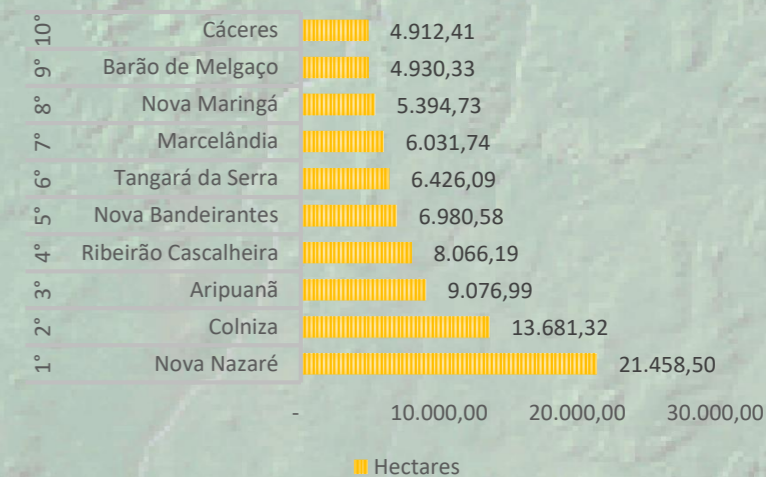 10° Cáceres 4.912,41
9° Barão de Melgaço 4.930,33
8° Nova Maringá 5.394,73
7° Marcelândia 6.031,74
6° Tangará da Serra 6.426,09
5° Nova Bandeirantes 6.980,58
4° Ribeirão Cascalheira 8.066,19
3° Aripuanã 9.076,99
2° Colniza 13.681,32
1° Nova Nazaré 21.458,50
- 10.000,00 20.000,00 30.000,00
Hectares